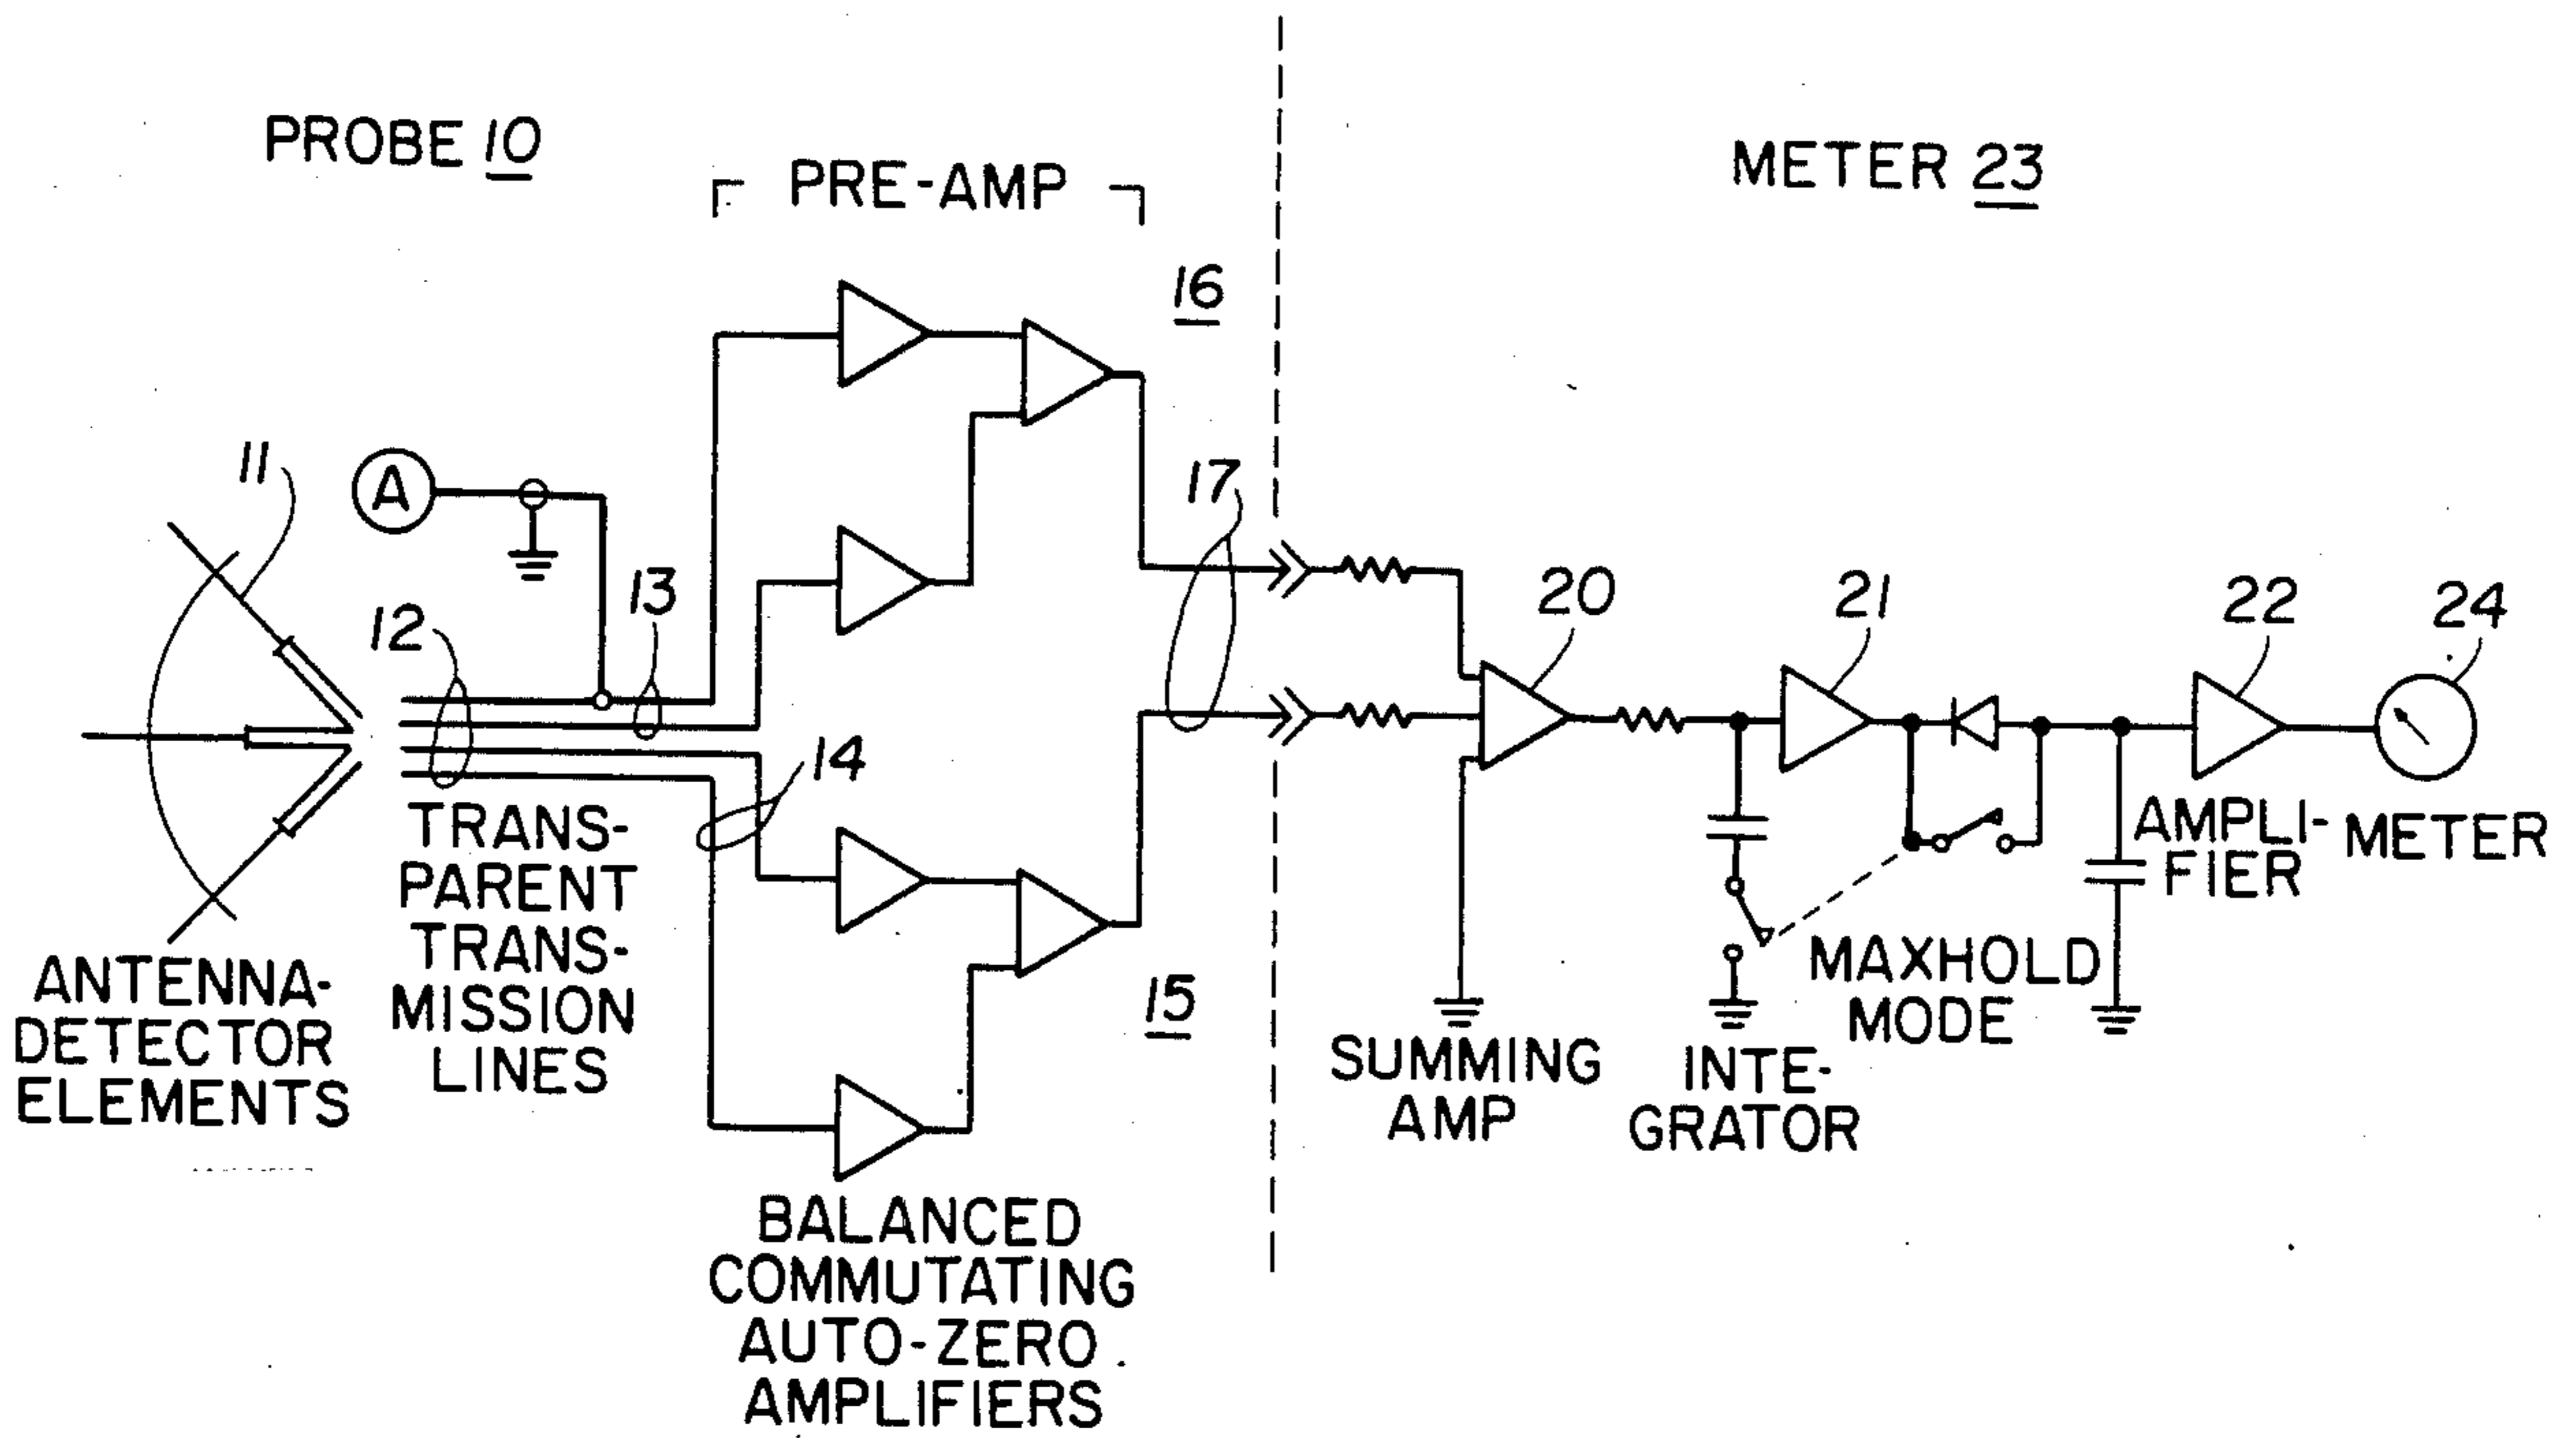 PROBE 10
PRE-AMP
METER 23
16
11
A
17
13
12
20
21
22
24
14
TRANS-
PARENT
TRANS-
MISSION
LINES
AMPLI-
FIER
METER
ANTENNA-
DETECTOR
ELEMENTS
15
MAXHOLD
MODE
SUMMING
AMP
INTE-
GRATOR
BALANCED
COMMUTATING
AUTO-ZERO
AMPLIFIERS